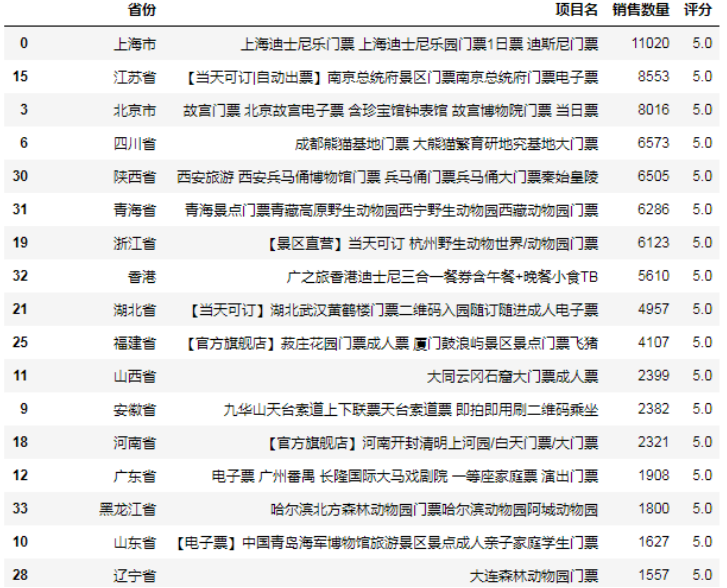 省份 项目名 销售数量 评分
0 上海市 上海迪士尼乐门票 上海迪士尼乐园门票1日票 迪斯尼门票 11020 5.0
15 江苏省 【当天可订|自动出票】南京总统府景区门票南京总统府门票电子票 8553 5.0
3 北京市 故宫门票 北京故宫电子票 含珍宝馆钟表馆 故宫博物院门票 当日票 8016 5.0
6 四川省 成都熊猫基地门票 大熊猫繁育研地究基地大门票 6573 5.0
30 陕西省 西安旅游 西安兵马俑博物馆门票 兵马俑门票兵马俑大门票秦始皇陵 6505 5.0
31 青海省 青海景点门票青藏高原野生动物园西宁野生动物园西藏动物园门票 6286 5.0
19 浙江省 【景区直营】当天可订 杭州野生动物世界/动物园门票 6123 5.0
32 香港 广之旅香港迪士尼三合一餐券含午餐+晚餐小食TB 5610 5.0
21 湖北省 【当天可订】湖北武汉黄鹤楼门票二维码入园随订随进成人电子票 4957 5.0
25 福建省 【官方旗舰店】菽庄花园门票成人票 厦门鼓浪屿景区景点门票飞猪 4107 5.0
11 山西省 大同云冈石窟大门票成人票 2399 5.0
9 安徽省 九华山天台索道上下联票天台索道票 即拍即用刷二维码乘坐 2382 5.0
18 河南省 【官方旗舰店】河南开封清明上河园/白天门票/大门票 2321 5.0
12 广东省 电子票 广州番禺 长隆国际大马戏剧院 一等座家庭票 演出门票 1908 5.0
33 黑龙江省 哈尔滨北方森林动物园门票哈尔滨动物园阿城动物园 1800 5.0
10 山东省 【电子票】中国青岛海军博物馆旅游景区景点成人亲子家庭学生门票 1627 5.0
28 辽宁省 大连森林动物园门票 1557 5.0